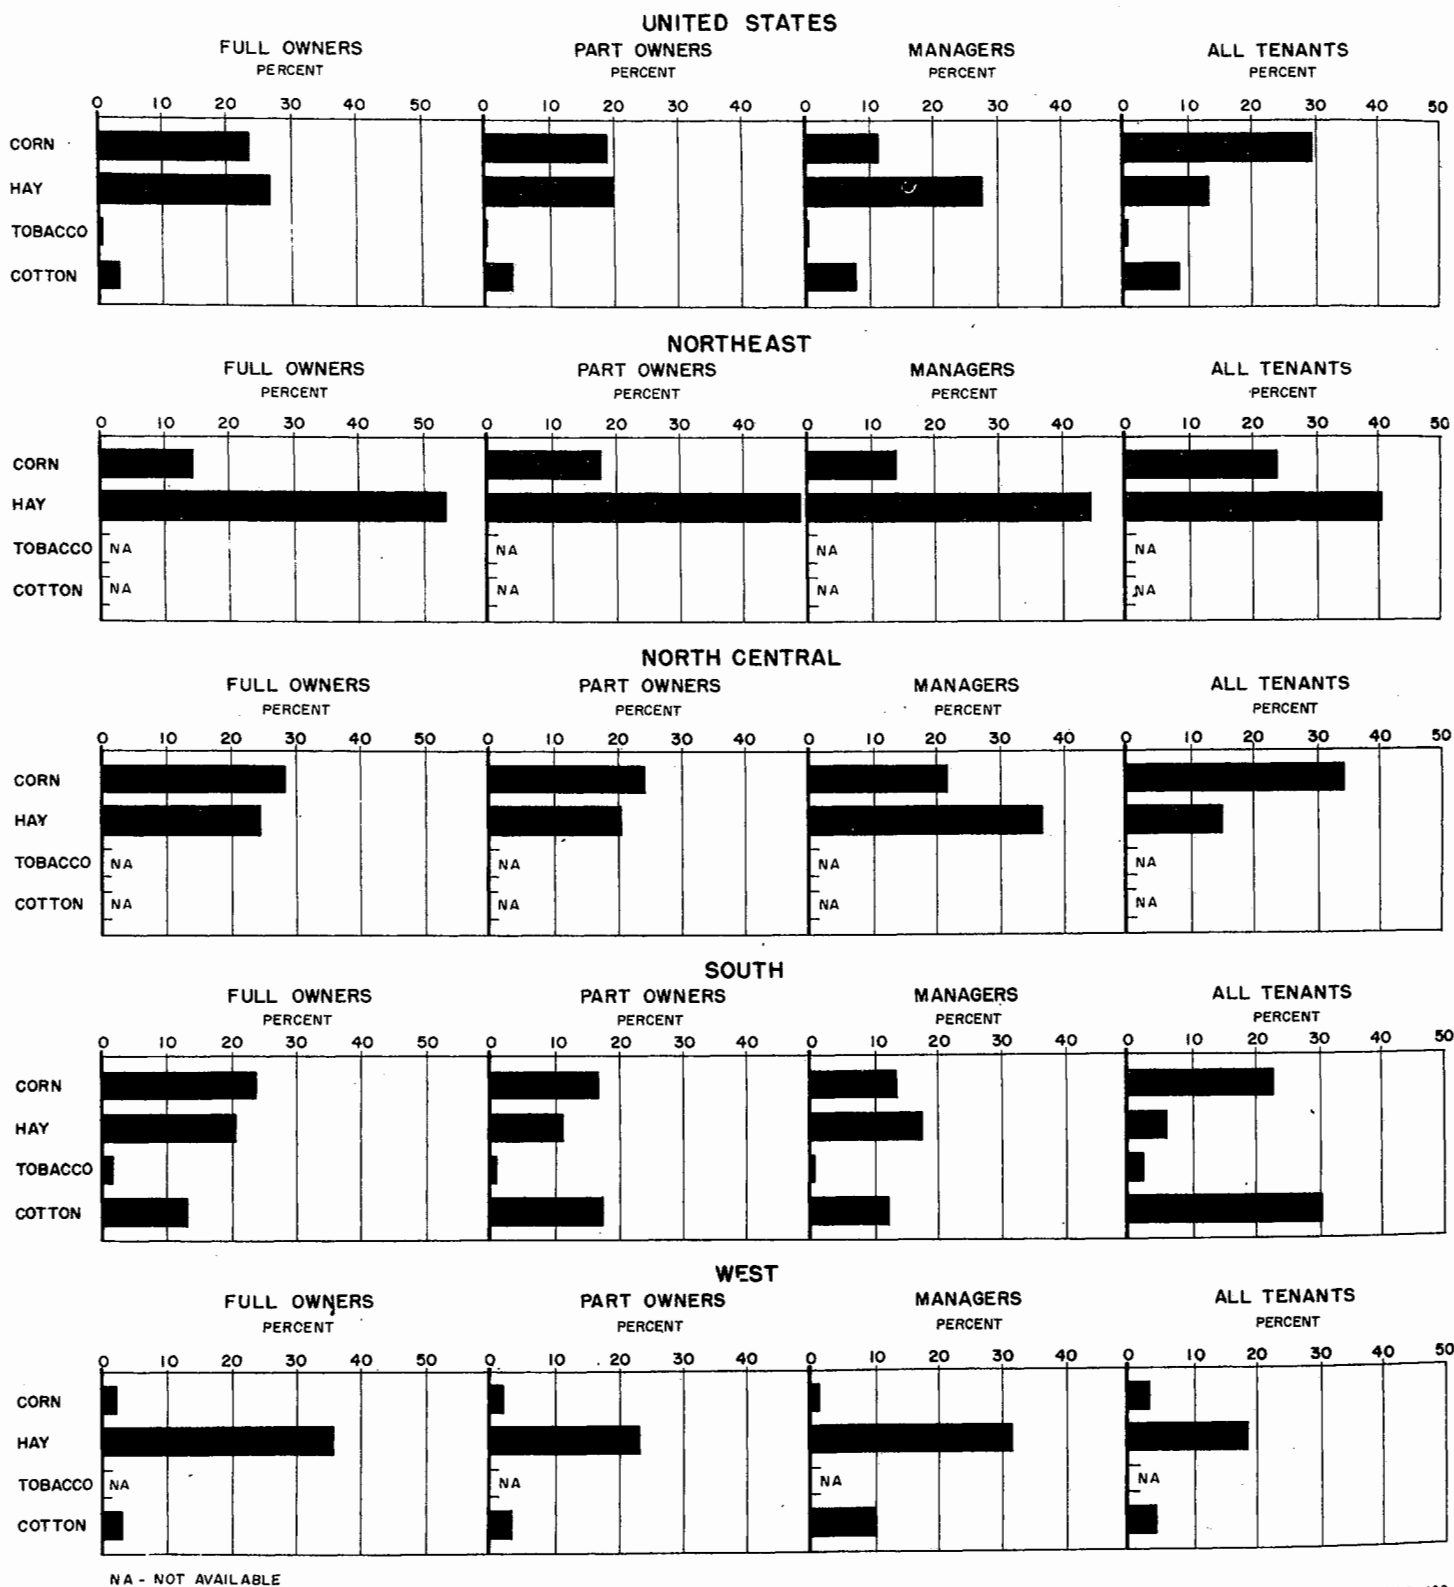 UNITED STATES
FULL OWNERS PART OWNERS MANAGERS ALL TENANTS
PERCENT PERCENT PERCENT PERCENT
0 10 20 30 40 50 0 10 20 30 40 0 10 20 30 40 0 10 20 30 40 50
CORN
HAY
TOBACCO
COTTON
NORTHEAST
FULL OWNERS PART OWNERS MANAGERS ALL TENANTS
PERCENT PERCENT PERCENT PERCENT
0 10 20 30 40 50 0 10 20 30 40 0 10 20 30 40 0 10 20 30 40 50
CORN
HAY
TOBACCO NA NA NA NA
COTTON NA NA NA NA
NORTH CENTRAL
FULL OWNERS PART OWNERS MANAGERS ALL TENANTS
PERCENT PERCENT PERCENT PERCENT
0 10 20 30 40 50 0 10 20 30 40 0 10 20 30 40 0 10 20 30 40 50
CORN
HAY
TOBACCO NA NA NA NA
COTTON NA NA NA NA
SOUTH
FULL OWNERS PART OWNERS MANAGERS ALL TENANTS
PERCENT PERCENT PERCENT PERCENT
0 10 20 30 40 50 0 10 20 30 40 0 10 20 30 40 0 10 20 30 40 50
CORN
HAY
TOBACCO
COTTON
WEST
FULL OWNERS PART OWNERS MANAGERS ALL TENANTS
PERCENT PERCENT PERCENT PERCENT
0 10 20 30 40 50 0 10 20 30 40 0 10 20 30 40 0 10 20 30 40 50
CORN
HAY
TOBACCO NA NA NA NA
COTTON
NA - NOT AVAILABLE